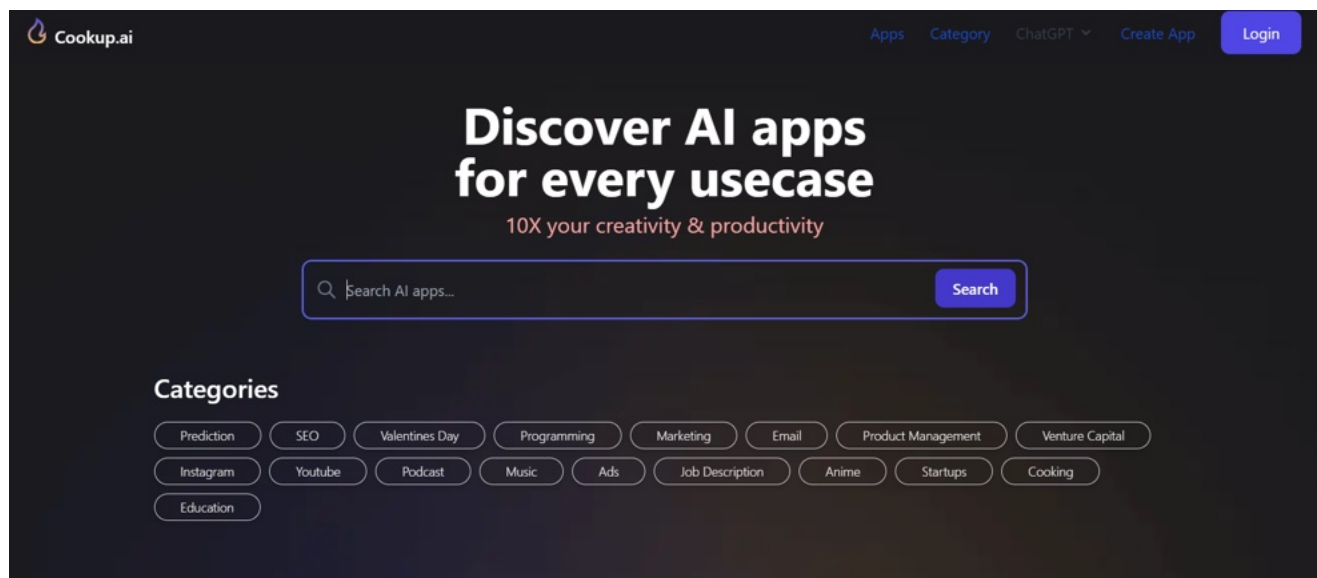 Cookup.ai Apps Category ChatGPT Create App Login
Discover AI apps
for every usecase
10X your creativity & productivity
Search AI apps... Search
Categories
Prediction SEO Valentines Day Programming Marketing Email Product Management Venture Capital
Instagram Youtube Podcast Music Ads Job Description Anime Startups Cooking
Education